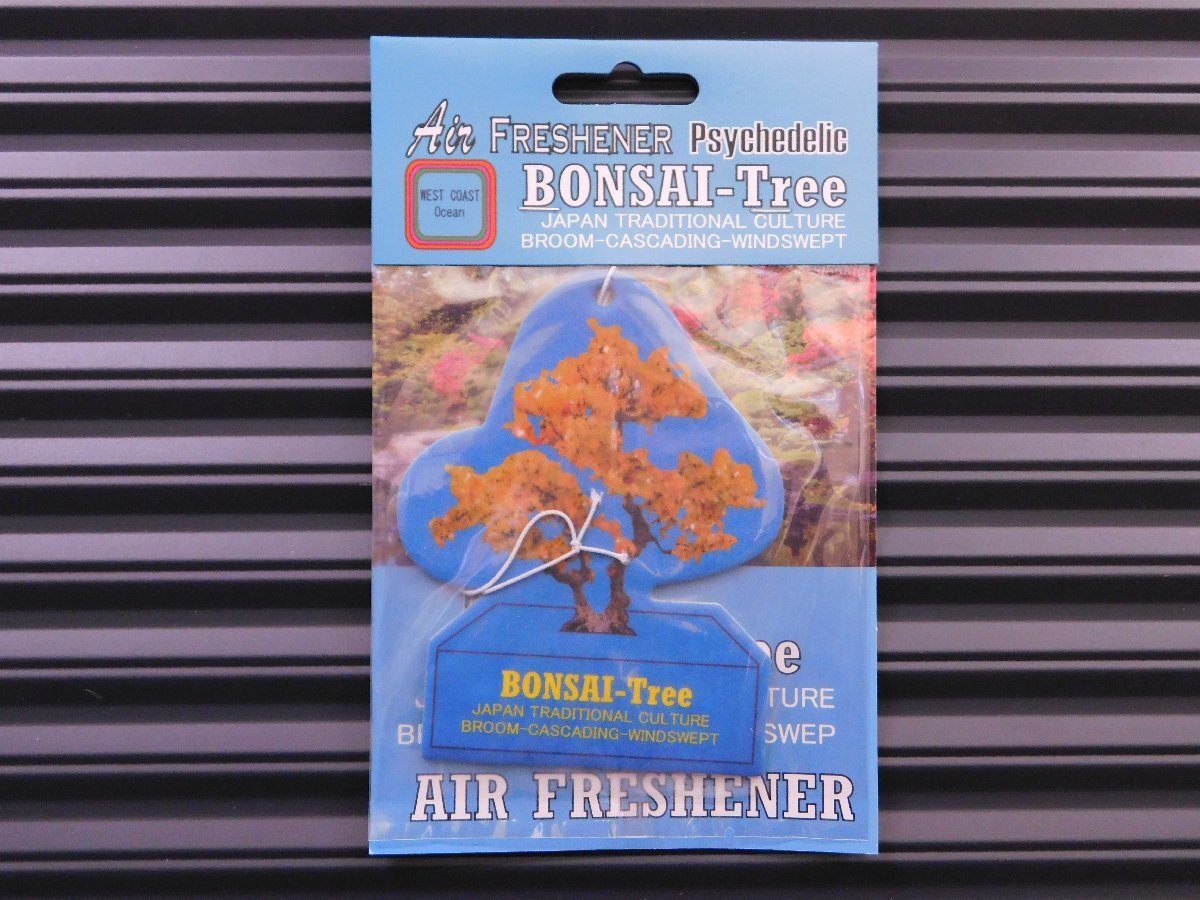 Air FRESHENER Psychedelic
WEST COAST
Ocean
BONSAI-Tree
JAPAN TRADITIONAL CULTURE
BROOM-CASCADING-WINDSWEPT
BONSAI-Tree
JAPAN TRADITIONAL CULTURE
BROOM-CASCADING-WINDSWEPT
AIR FRESHENER